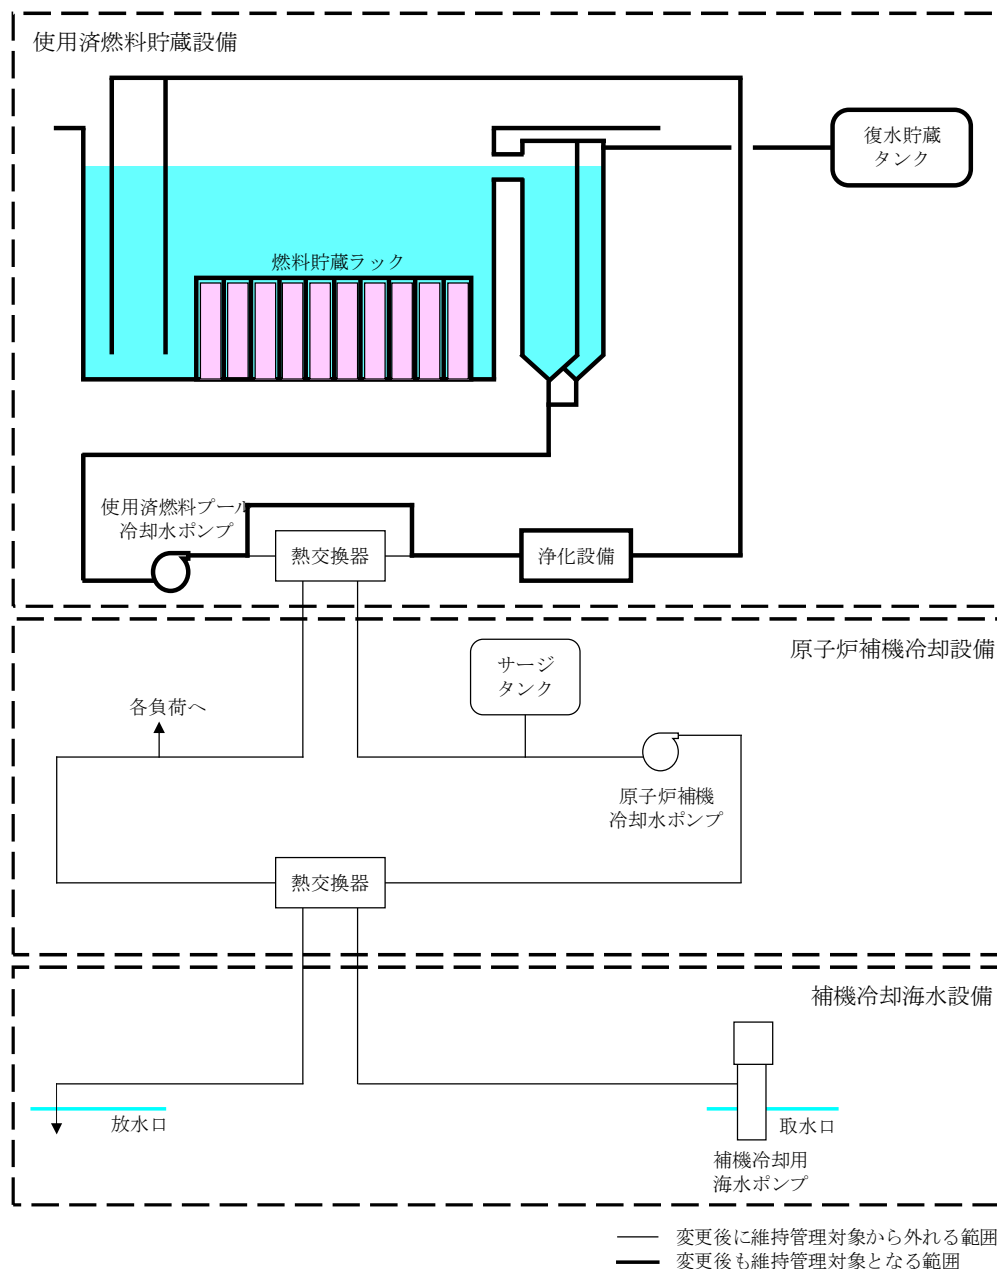 使用済燃料貯蔵設備
復水貯蔵
タンク
燃料貯蔵ラック
使用済燃料プール
冷却水ポンプ
熱交換器
浄化設備
原子炉補機冷却設備
サージ
タンク
各負荷へ
原子炉補機
冷却水ポンプ
熱交換器
補機冷却海水設備
放水口
取水口
補機冷却用
海水ポンプ
変更後に維持管理対象から外れる範囲
変更後も維持管理対象となる範囲